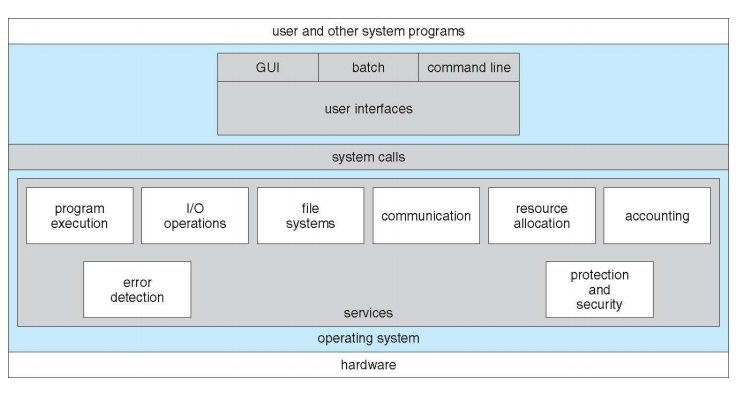 user and other system programs
GUI
batch
command line
user interfaces
system calls
program
execution
I/O
operations
file
systems
communication
resource
allocation
accounting
error
detection
protection
and
security
services
operating system
hardware